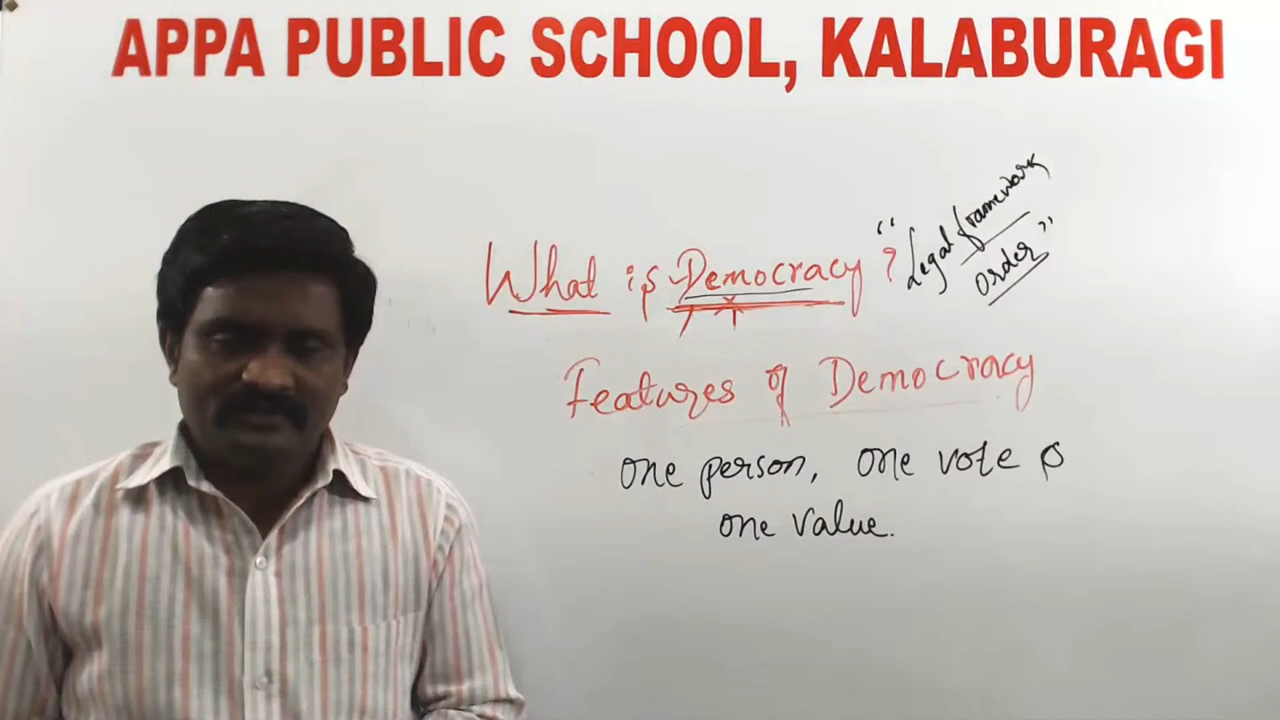 APPA PUBLIC SCHOOL, KALABURAGI
What is Democracy ?
"Legal framework
order"
Features of Democracy
one person, one vote &
one value.